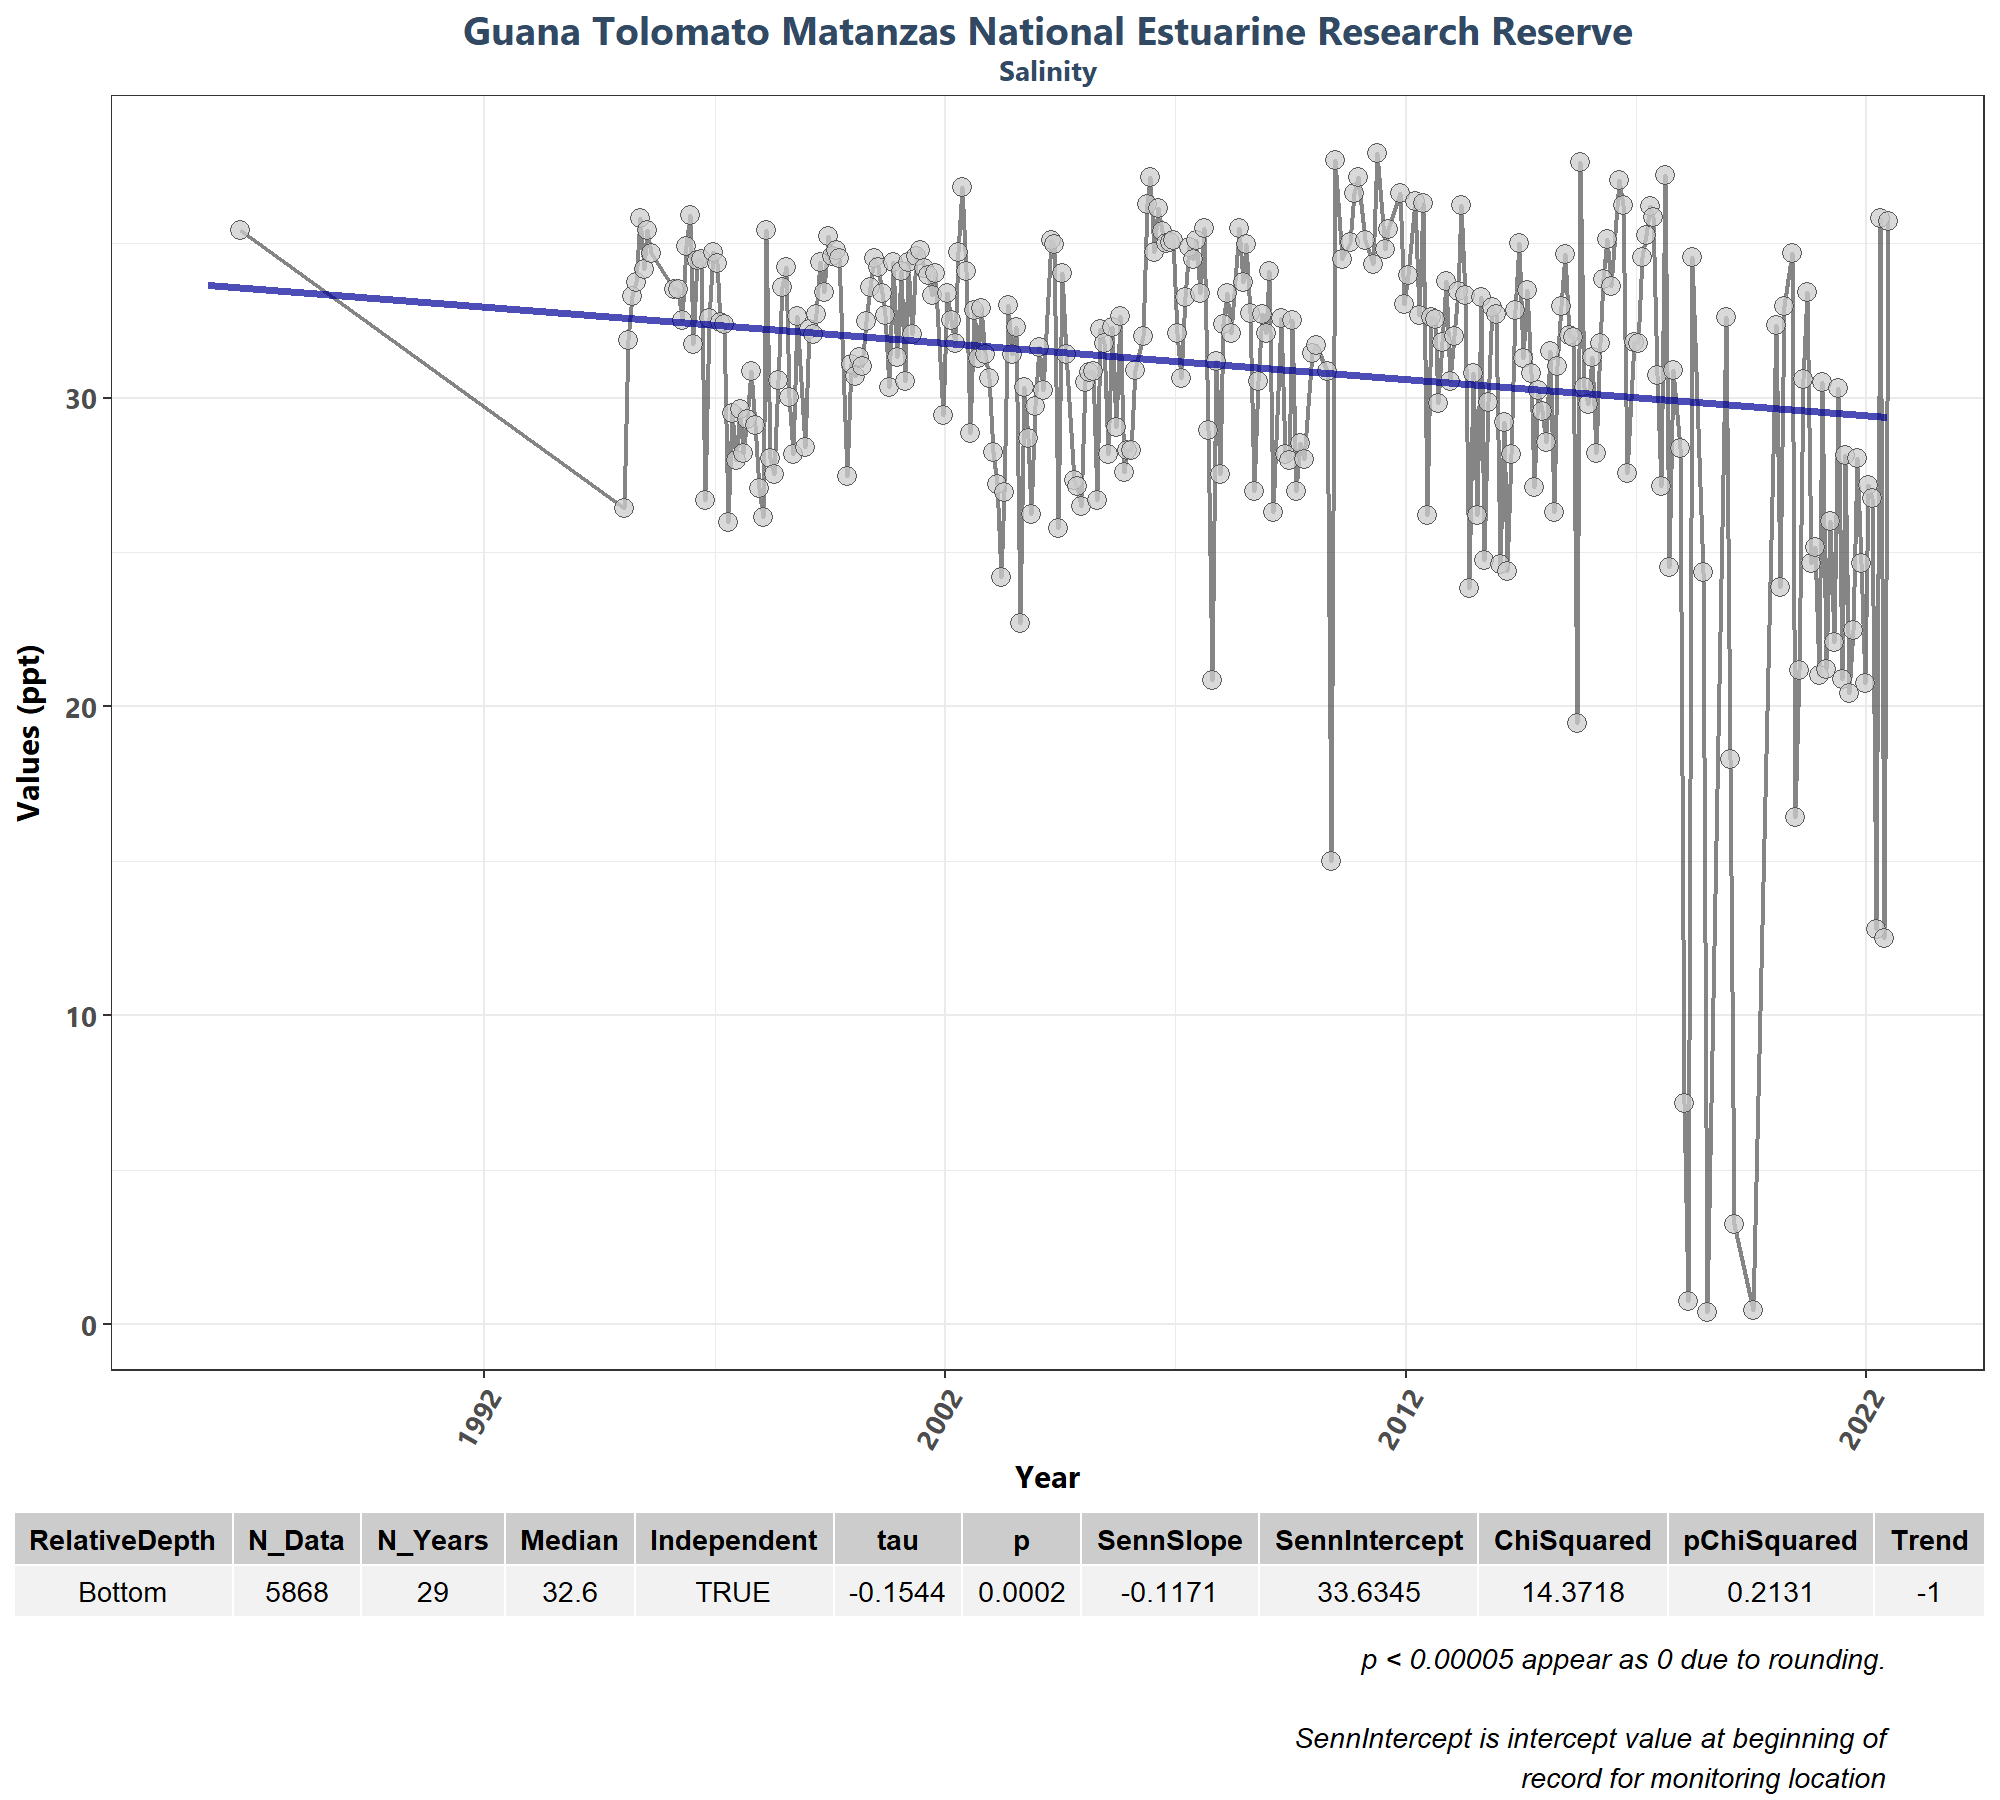 Guana Tolomato Matanzas National Estuarine Research Reserve
Salinity
Values (ppt)
30
20
10
0
1992
2002
2012
2022
Year
RelativeDepth N_Data N_Years Median Independent tau p SennSlope SennIntercept ChiSquared pChiSquared Trend
Bottom 5868 29 32.6 TRUE -0.1544 0.0002 -0.1171 33.6345 14.3718 0.2131 -1
p < 0.00005 appear as 0 due to rounding.
SennIntercept is intercept value at beginning of
record for monitoring location